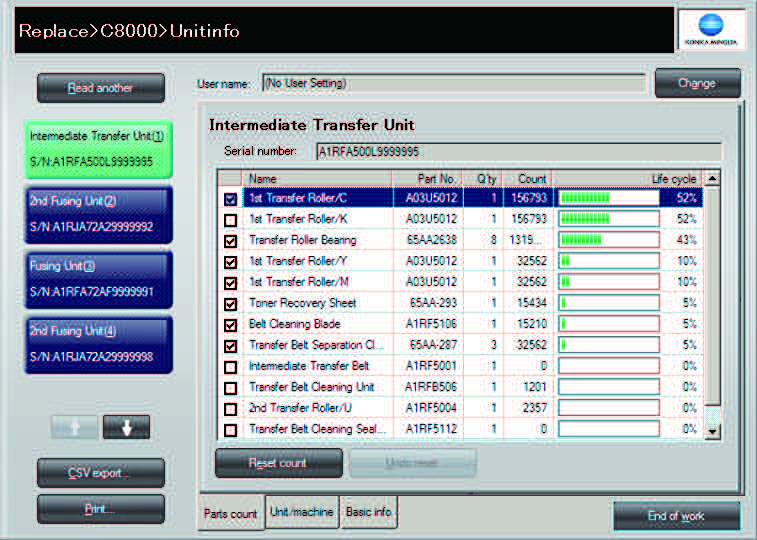 Replace>C8000>Unitinfo
KONICA MINOLTA
Read another
User name: (No User Setting)
Change
Intermediate Transfer Unit(1)
S/N:A1RFA500L9999995
2nd Fusing Unit(2)
S/N:A1RJA72A29999992
Fusing Unit(3)
S/N:A1RFA72AF9999991
2nd Fusing Unit(4)
S/N:A1RJA72A29999998
CSV export...
Print...
Intermediate Transfer Unit
Serial number: A1RFA500L9999995
Name Part No. Q'ty Count Life cycle
1st Transfer Roller/C A03U5012 1 156793 52%
1st Transfer Roller/K A03U5012 1 156793 52%
Transfer Roller Bearing 65AA2638 8 1319... 43%
1st Transfer Roller/Y A03U5012 1 32562 10%
1st Transfer Roller/M A03U5012 1 32562 10%
Toner Recovery Sheet 65AA-293 1 15434 5%
Belt Cleaning Blade A1RF5106 1 15210 5%
Transfer Belt Separation Cl... 65AA-287 3 32562 5%
Intermediate Transfer Belt A1RF5001 1 0 0%
Transfer Belt Cleaning Unit A1RFB506 1 1201 0%
2nd Transfer Roller/U A1RF5004 1 2357 0%
Transfer Belt Cleaning Seal... A1RF5112 1 0 0%
Reset count
Undo reset
Parts count Unit/machine Basic info.
End of work